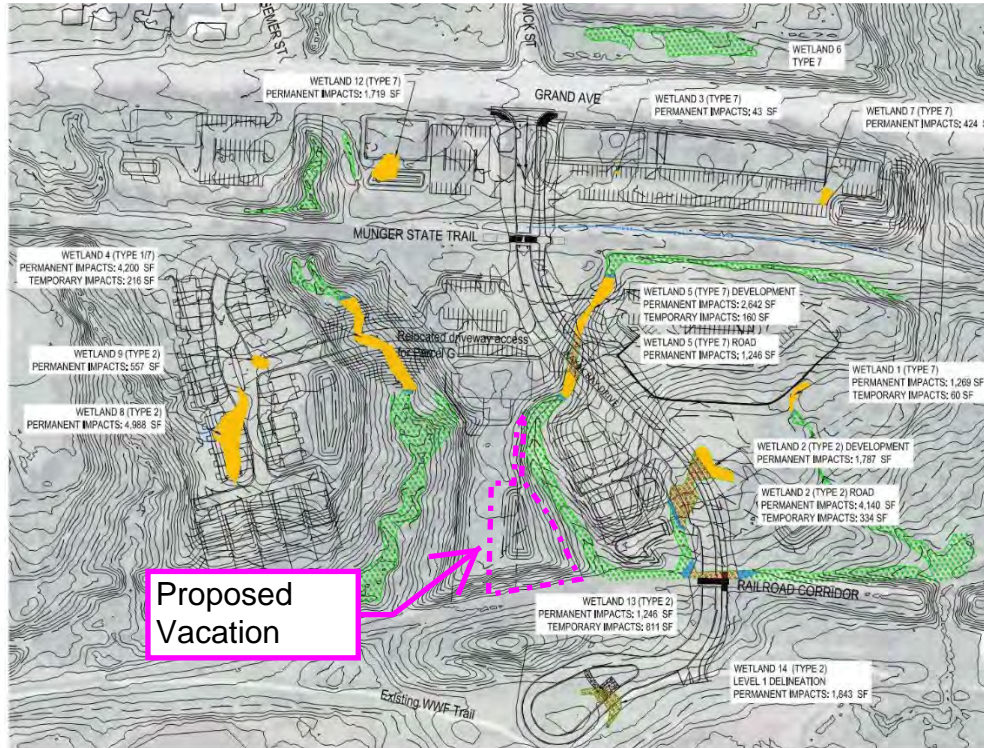 SEMER ST
WICK ST
WETLAND 6
TYPE 7
WETLAND 12 (TYPE 7)
PERMANENT IMPACTS: 1,719 SF
GRAND AVE
WETLAND 3 (TYPE 7)
PERMANENT IMPACTS: 43 SF
WETLAND 7 (TYPE 7)
PERMANENT IMPACTS: 424 S
MUNGER STATE TRAIL
WETLAND 4 (TYPE 1/7)
PERMANENT IMPACTS: 4,200 SF
TEMPORARY IMPACTS: 216 SF
WETLAND 5 (TYPE 7) DEVELOPMENT
PERMANENT IMPACTS: 2,642 SF
TEMPORARY IMPACTS: 160 SF
WETLAND 5 (TYPE 7) ROAD
PERMANENT IMPACTS: 1,246 SF
Relocated driveway access
for Parcel G
WETLAND 9 (TYPE 2)
PERMANENT IMPACTS: 557 SF
WETLAND 1 (TYPE 7)
PERMANENT IMPACTS: 1,269 SF
TEMPORARY IMPACTS: 60 SF
WETLAND 8 (TYPE 2)
PERMANENT IMPACTS: 4,988 SF
WETLAND 2 (TYPE 2) DEVELOPMENT
PERMANENT IMPACTS: 1,787 SF
WETLAND 2 (TYPE 2) ROAD
PERMANENT IMPACTS: 4,140 SF
TEMPORARY IMPACTS: 334 SF
Proposed
Vacation
RAILROAD CORRIDOR
WETLAND 13 (TYPE 2)
PERMANENT IMPACTS: 1,246 SF
TEMPORARY IMPACTS: 811 SF
WETLAND 14 (TYPE 2)
LEVEL 1 DELINEATION
PERMANENT IMPACTS: 1,843 SF
Existing WWF Trail